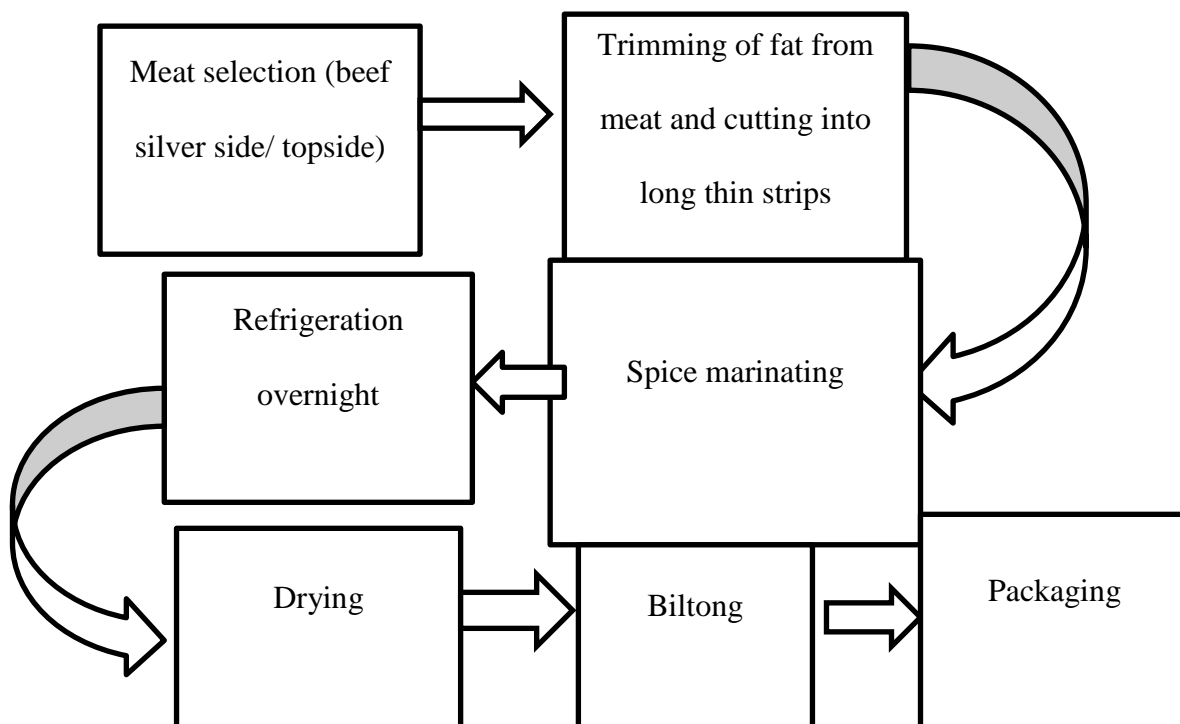 Meat selection (beef
silver side/ topside)
Trimming of fat from
meat and cutting into
long thin strips
Spice marinating
Refrigeration
overnight
Drying
Biltong
Packaging